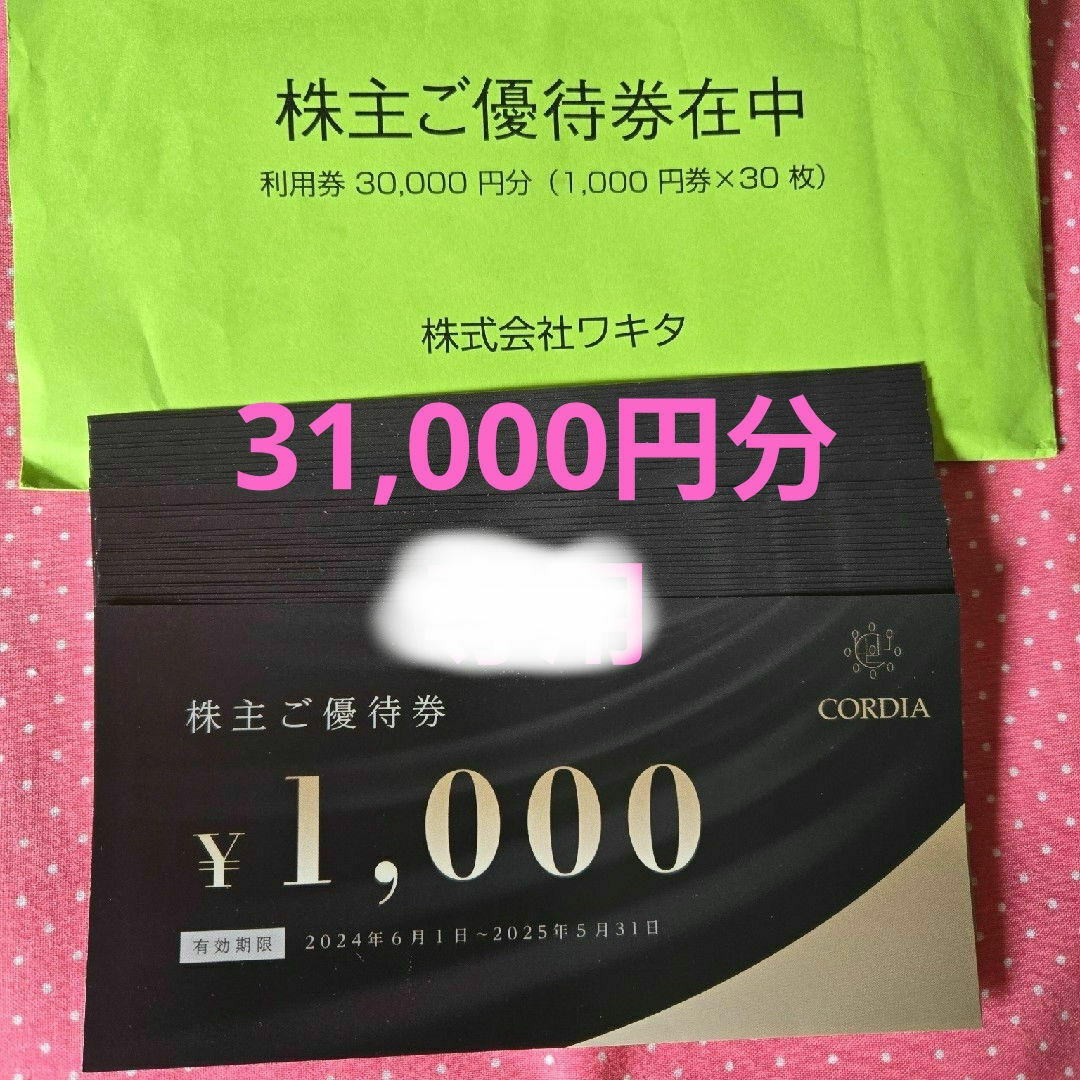 株主ご優待券在中
利用券 30,000 円分（1,000 円券×30 枚）
株式会社ワキタ
31,000円分
株主ご優待券
CORDIA
¥1,000
有効期限 2024年6月1日~2025年5月31日